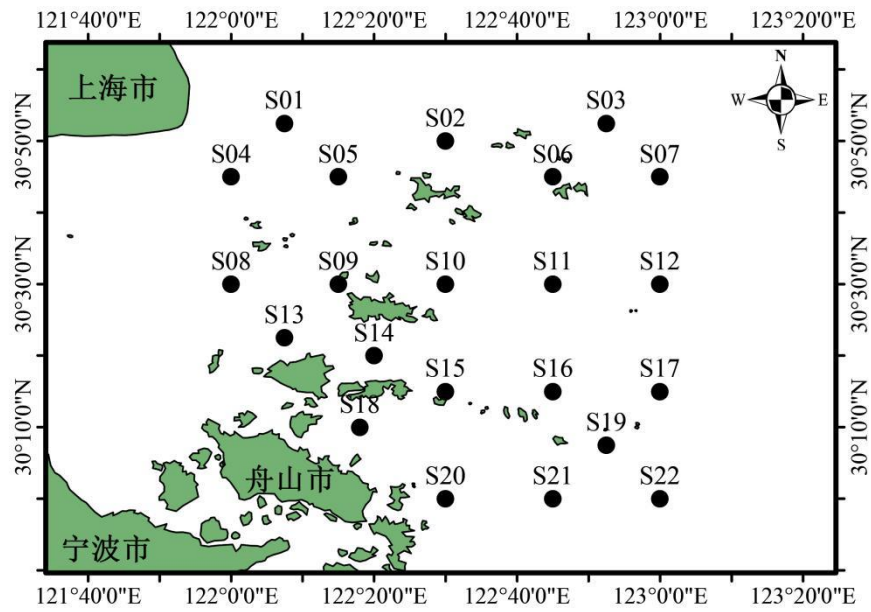 121°40'0"E 122°0'0"E 122°20'0"E 122°40'0"E 123°0'0"E 123°20'0"E
上海市
N
W E
S
S01 S02 S03
30°50'0"N 30°50'0"N
S04 S05 S06 S07
S08 S09 S10 S11 S12
30°30'0"N 30°30'0"N
S13 S14
S15 S16 S17
S18 S19
30°10'0"N 30°10'0"N
舟山市
S20 S21 S22
宁波市
121°40'0"E 122°0'0"E 122°20'0"E 122°40'0"E 123°0'0"E 123°20'0"E